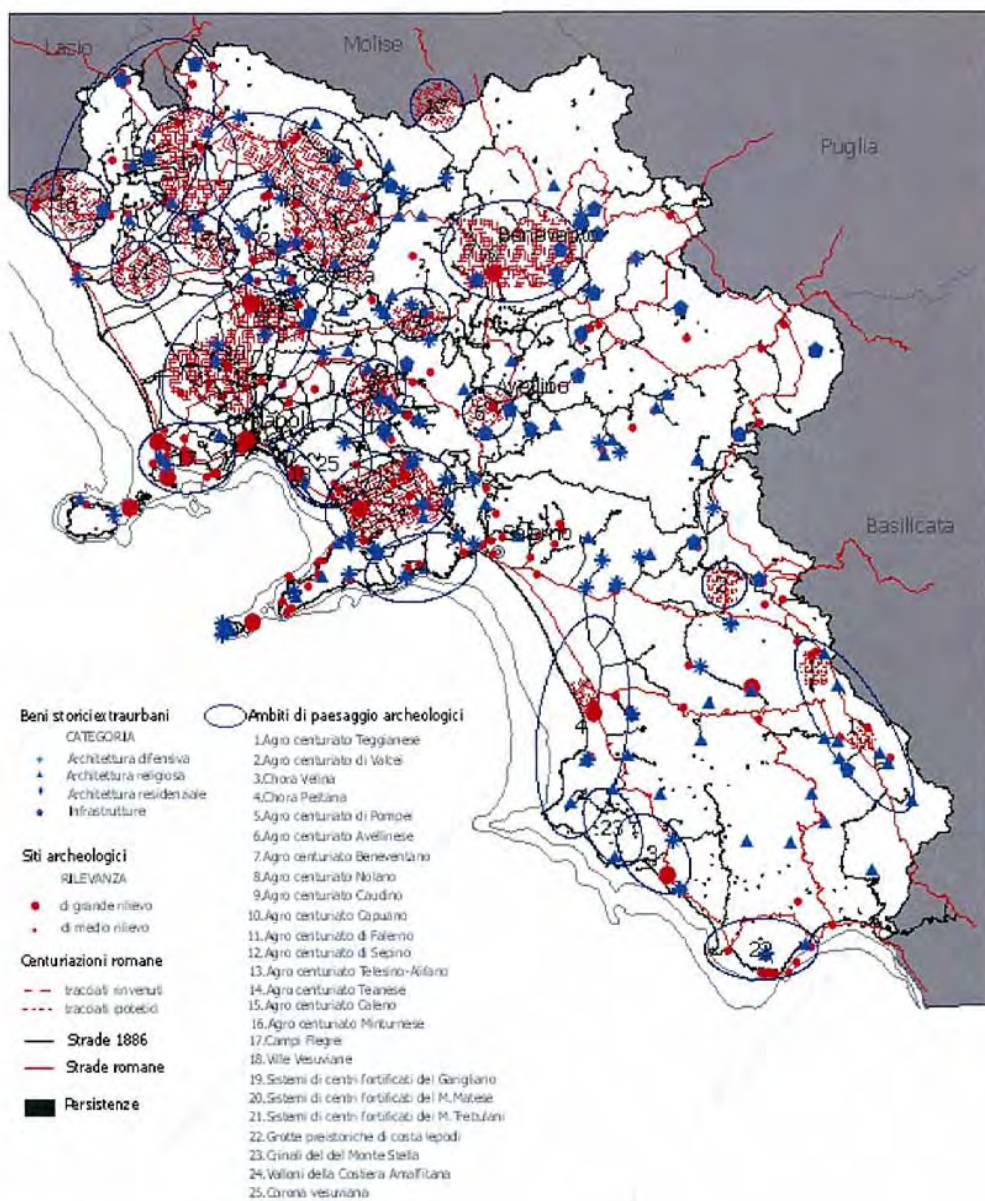 Lazio
Molise
Puglia
Benevento
Avellino
Napoli
25
Salerno
Basilicata
4
23
3
22
Beni storici extraurbani
CATEGORIA
Architettura difensiva
Architettura religiosa
Architettura residenziale
Infrastrutture
Siti archeologici
RILEVANZA
di grande rilievo
di medio rilievo
Centuriazioni romane
tracciati rinvenuti
tracciati ipotetici
Strade 1886
Strade romane
Persistenze
Ambiti di paesaggio archeologici
1.Agro centuriato Teggianese
2.Agro centuriato di Volcei
3.Chora Velina
4.Chora Pestana
5.Agro centuriato di Pompei
6.Agro centuriato Avellinese
7.Agro centuriato Beneventano
8.Agro centuriato Nolano
9.Agro centuriato Caudino
10.Agro centuriato Capuano
11.Agro centuriato di Falerno
12.Agro centuriato di Sepino
13.Agro centuriato Telesino-Alifano
14.Agro centuriato Teanese
15.Agro centuriato Caleno
16.Agro centuriato Minturnese
17.Campi Flegrei
18.Ville Vesuviane
19.Sistemi di centri fortificati del Garigliano
20.Sistemi di centri fortificati del M.Matese
21.Sistemi di centri fortificati dei M.Trebulani
22.Grotte preistoriche di costa lepodi
23.Crinali del del Monte Stella
24.Valloni della Costiera Amalfitana
25.Corona vesuviana